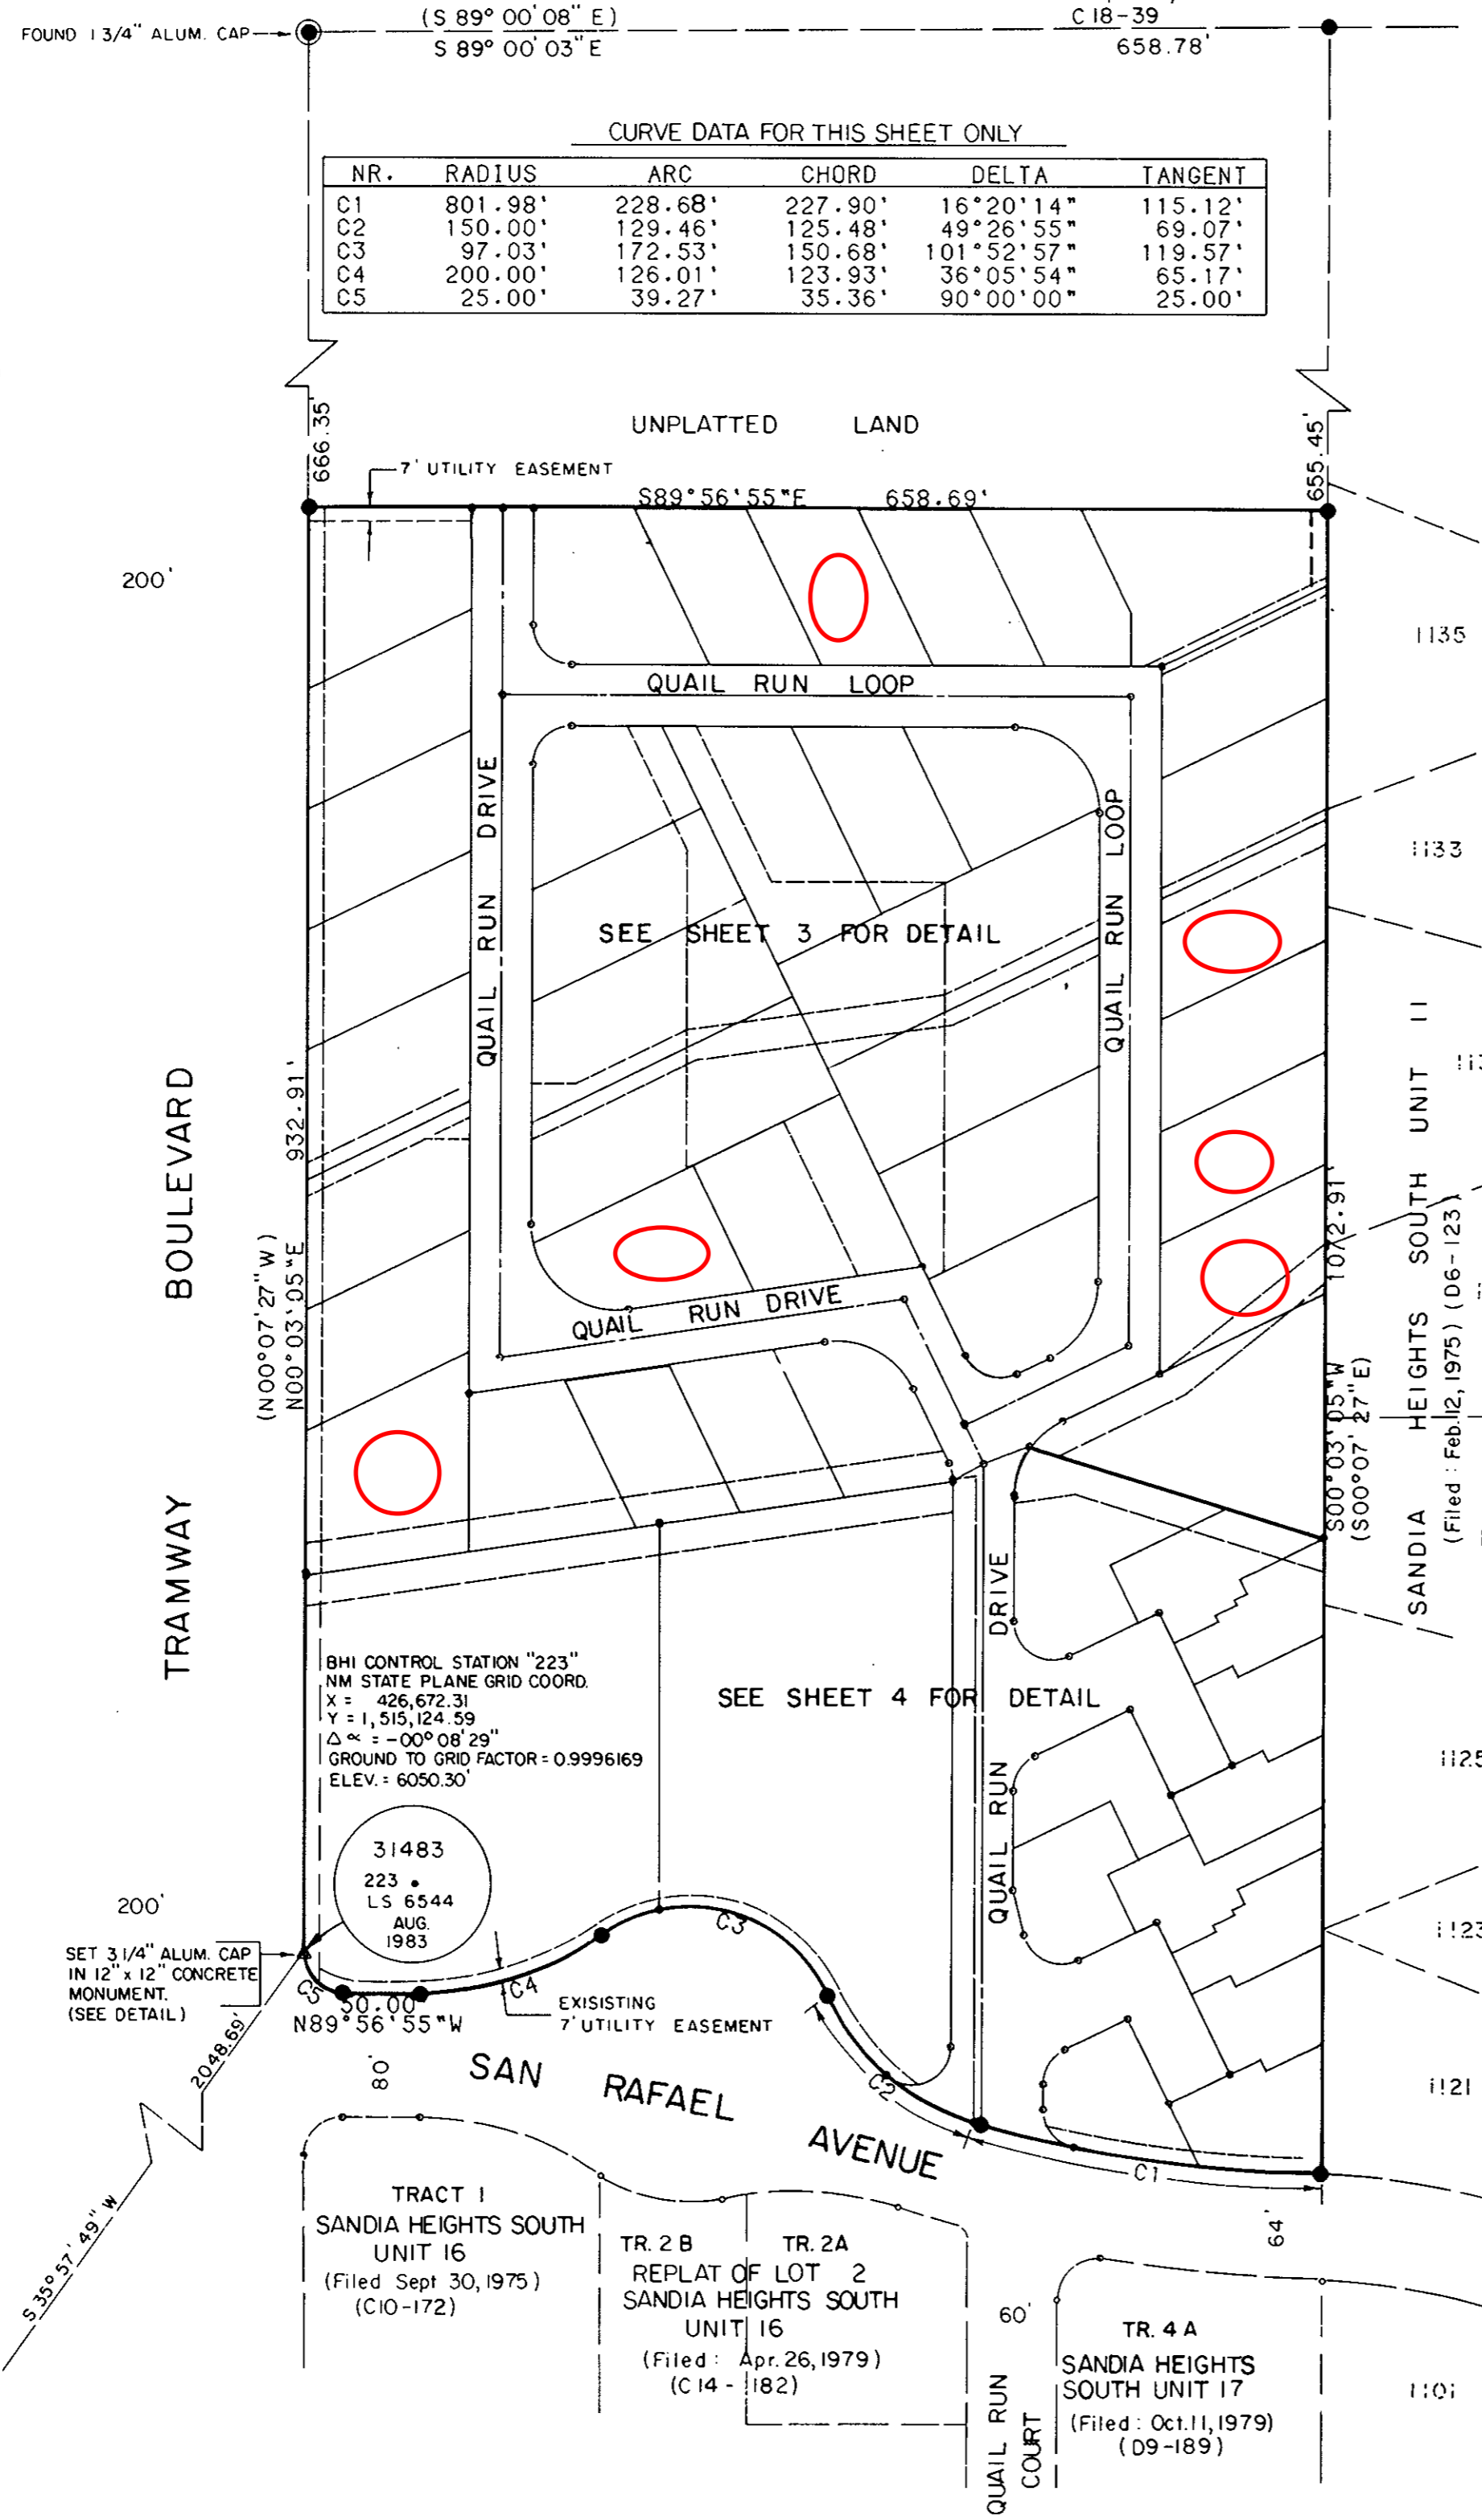 (S 89° 00' 08" E)
C 18-39
FOUND 1 3/4" ALUM. CAP
S 89° 00' 03" E
658.78'
CURVE DATA FOR THIS SHEET ONLY
NR. RADIUS ARC CHORD DELTA TANGENT
C1 801.98' 228.68' 227.90' 16°20'14" 115.12'
C2 150.00' 129.46' 125.48' 49°26'55" 69.07'
C3 97.03' 172.53' 150.68' 101°52'57" 119.57'
C4 200.00' 126.01' 123.93' 36°05'54" 65.17'
C5 25.00' 39.27' 35.36' 90°00'00" 25.00'
666.35'
UNPLATTED LAND
655.45'
7' UTILITY EASEMENT
S89°56'55"E 658.69'
200'
1135
QUAIL RUN LOOP
QUAIL RUN DRIVE
QUAIL RUN LOOP
1133
SEE SHEET 3 FOR DETAIL
TRAMWAY BOULEVARD
(N00°07'27"W)
N00°03'05"E 932.91'
QUAIL RUN DRIVE
1072.91'
S00°03'05"W
(S00°07'27"E)
SANDIA HEIGHTS SOUTH UNIT 11
(Filed : Feb.12, 1975) (D6-123)
QUAIL RUN DRIVE
BHI CONTROL STATION "223"
NM STATE PLANE GRID COORD.
X = 426,672.31
Y = 1,515,124.59
Δ ∝ = -00° 08' 29"
GROUND TO GRID FACTOR = 0.9996169
ELEV. = 6050.30'
SEE SHEET 4 FOR DETAIL
1125
31483
223
LS 6544
AUG.
1983
200'
SET 3 1/4" ALUM. CAP
IN 12" x 12" CONCRETE
MONUMENT.
(SEE DETAIL)
C3
1123
C5
50.00'
N89°56'55"W
C4
EXISISTING
7' UTILITY EASEMENT
2048.69'
S 35° 57' 49" W
80'
SAN RAFAEL AVENUE
C2
C1
1121
64'
TRACT 1
SANDIA HEIGHTS SOUTH
UNIT 16
(Filed Sept 30, 1975)
(C10-172)
TR. 2 B TR. 2A
REPLAT OF LOT 2
SANDIA HEIGHTS SOUTH
UNIT 16
(Filed : Apr. 26, 1979)
(C 14 - 182)
60'
QUAIL RUN
COURT
TR. 4 A
SANDIA HEIGHTS
SOUTH UNIT 17
(Filed : Oct. 11, 1979)
(D9-189)
1101